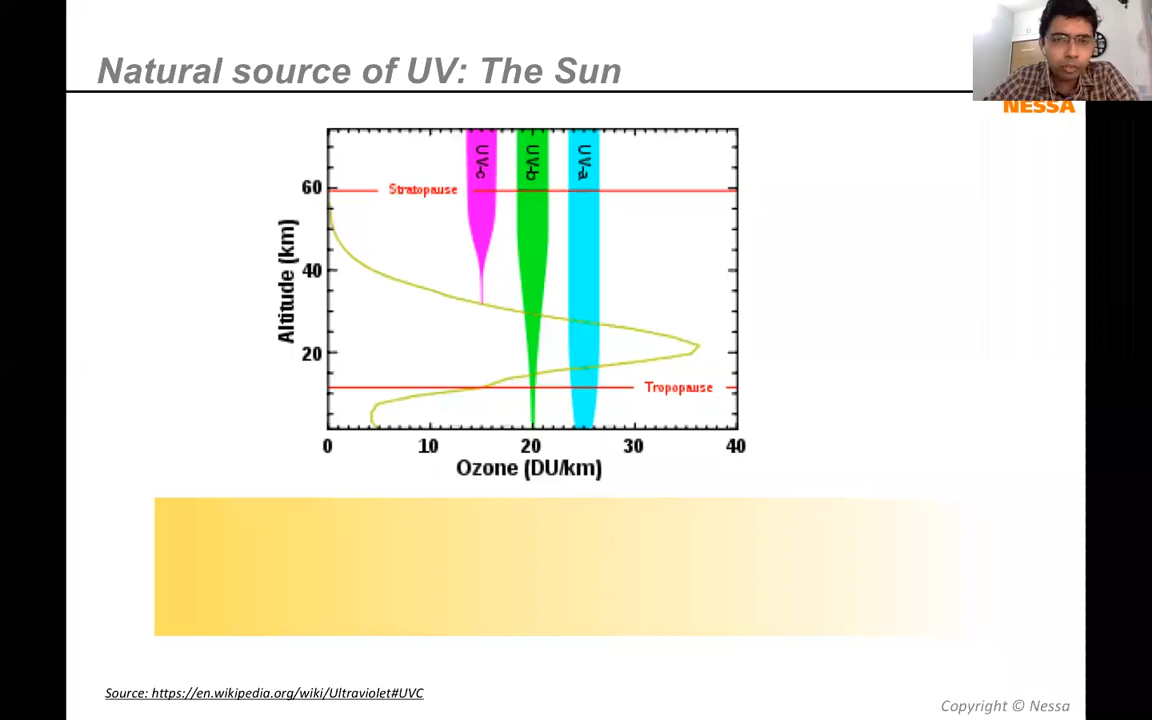 Natural source of UV: The Sun
NESSA
UV-c
UV-b
UV-a
Stratopause
Tropopause
Altitude (km)
60
40
20
0 10 20 30 40
Ozone (DU/km)
Source: https://en.wikipedia.org/wiki/Ultraviolet#UVC
Copyright © Nessa